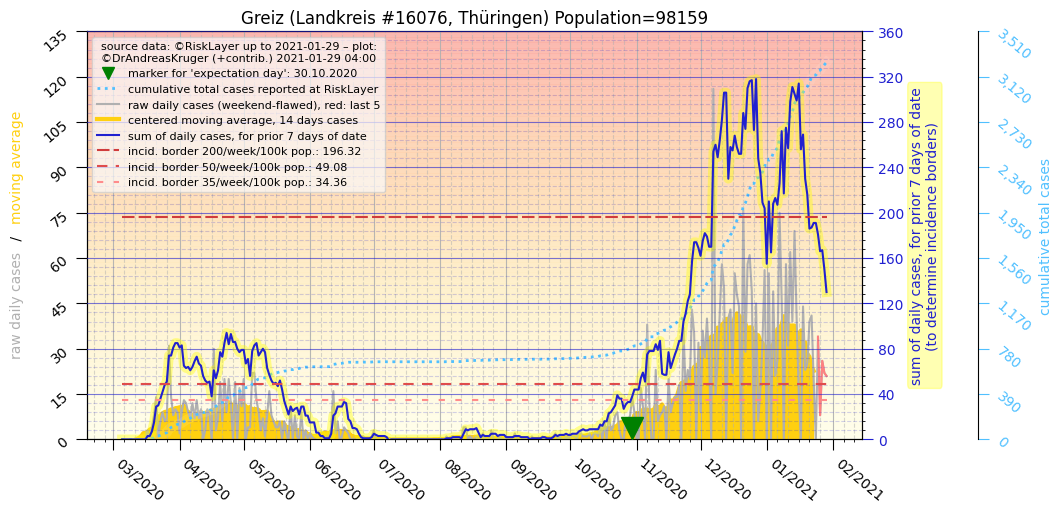 Greiz (Landkreis #16076, Thüringen) Population=98159
source data: ©RiskLayer up to 2021-01-29 – plot:
©DrAndreasKruger (+contrib.) 2021-01-29 04:00
marker for 'expectation day': 30.10.2020
cumulative total cases reported at RiskLayer
raw daily cases (weekend-flawed), red: last 5
centered moving average, 14 days cases
sum of daily cases, for prior 7 days of date
incid. border 200/week/100k pop.: 196.32
incid. border 50/week/100k pop.: 49.08
incid. border 35/week/100k pop.: 34.36
raw daily cases / moving average
135
120
105
90
75
60
45
30
15
0
03/2020
04/2020
05/2020
06/2020
07/2020
08/2020
09/2020
10/2020
11/2020
12/2020
01/2021
02/2021
360
320
280
240
200
160
120
80
40
0
sum of daily cases, for prior 7 days of date
(to determine incidence borders)
3,510
3,120
2,730
2,340
1,950
1,560
1,170
780
390
0
cumulative total cases